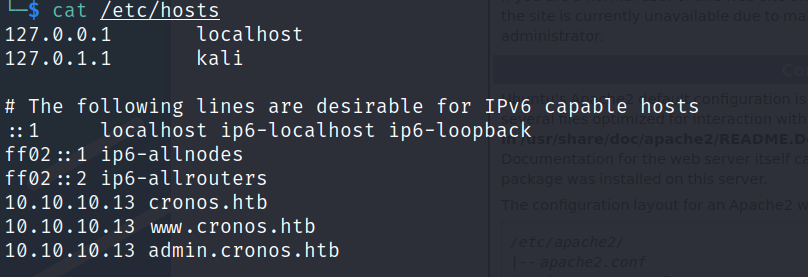 └─$ cat /etc/hosts
127.0.0.1       localhost
127.0.1.1       kali

# The following lines are desirable for IPv6 capable hosts
::1     localhost ip6-localhost ip6-loopback
ff02::1 ip6-allnodes
ff02::2 ip6-allrouters
10.10.10.13 cronos.htb
10.10.10.13 www.cronos.htb
10.10.10.13 admin.cronos.htb
the site is currently unavailable due to
administrator.
configuration is
optimized for interaction with
/usr/share/doc/apache2/README.D
Documentation for the web server itself
package was installed on this server.
The configuration layout for an Apache2 w
/etc/apache2/
|-- apache2.conf